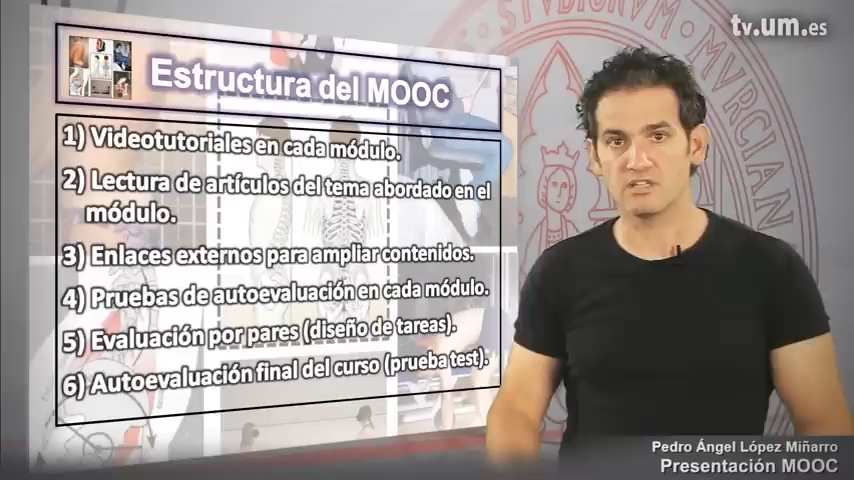 tv.um.es
STVDIORVM
MVRCIAN
Estructura del MOOC
1) Videotutoriales en cada módulo.
2) Lectura de artículos del tema abordado en el
módulo.
3) Enlaces externos para ampliar contenidos.
4) Pruebas de autoevaluación en cada módulo.
5) Evaluación por pares (diseño de tareas).
6) Autoevaluación final del curso (prueba test).
Pedro Ángel López Miñarro
Presentación MOOC